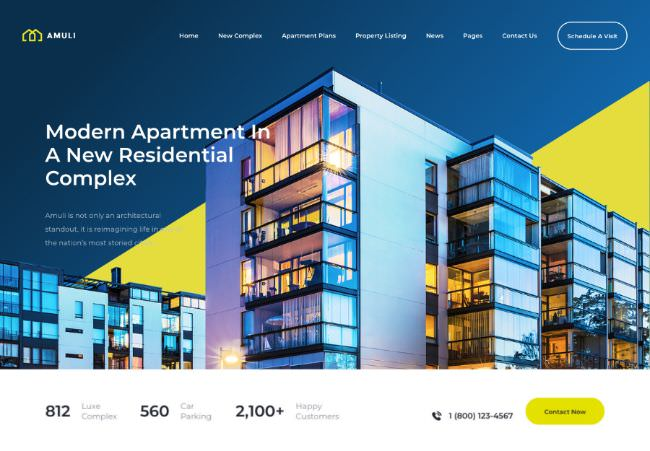 AMULI
Home
New Complex
Apartment Plans
Property Listing
News
Pages
Contact Us
Schedule A Visit
Modern Apartment In
A New Residential
Complex
Amuli is not only an architectural
standout, it is reimagining life in
the nation's most storied
812
Luxe
Complex
560
Car
Parking
2,100+
Happy
Customers
1 (800) 123-4567
Contact Now